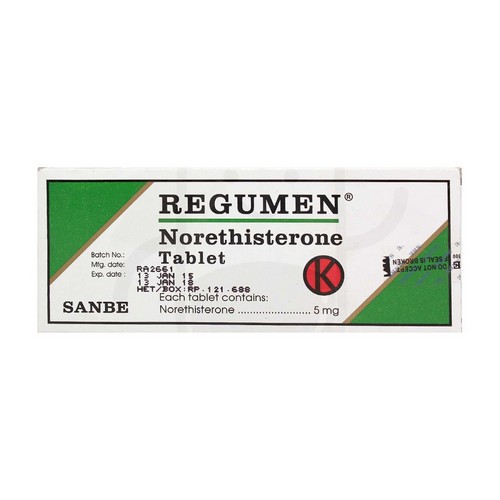 REGUMEN®
Norethisterone
Tablet
Batch No.: RA2661
Mfg. date: 13 JAN 15
Exp. date : 13 JAN 18
HET/BOX:RP.121.688
K
SANBE
Each tablet contains:
Norethisterone ............................ 5 mg
DO NOT ACCEPT
IF SEAL IS BROKEN